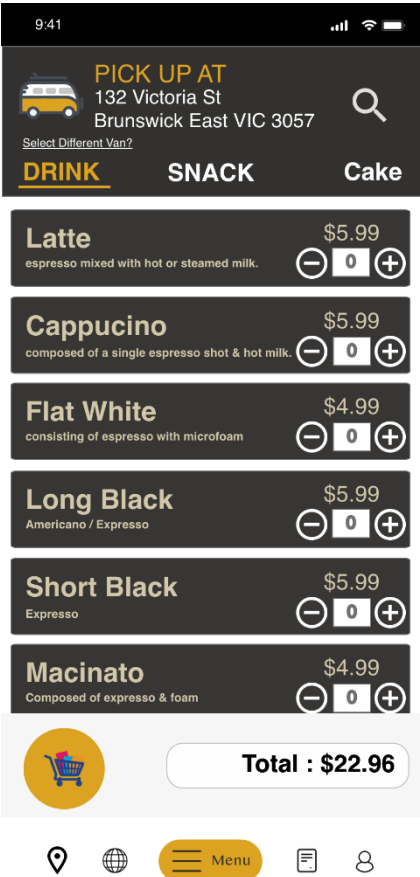 9:41
PICK UP AT
132 Victoria St
Brunswick East VIC 3057
Select Different Van?
DRINK SNACK Cake
Latte $5.99
espresso mixed with hot or steamed milk. 0
Cappucino $5.99
composed of a single espresso shot & hot milk. 0
Flat White $4.99
consisting of espresso with microfoam 0
Long Black $5.99
Americano / Expresso 0
Short Black $5.99
Expresso 0
Macinato $4.99
Composed of expresso & foam 0
Total : $22.96
Menu